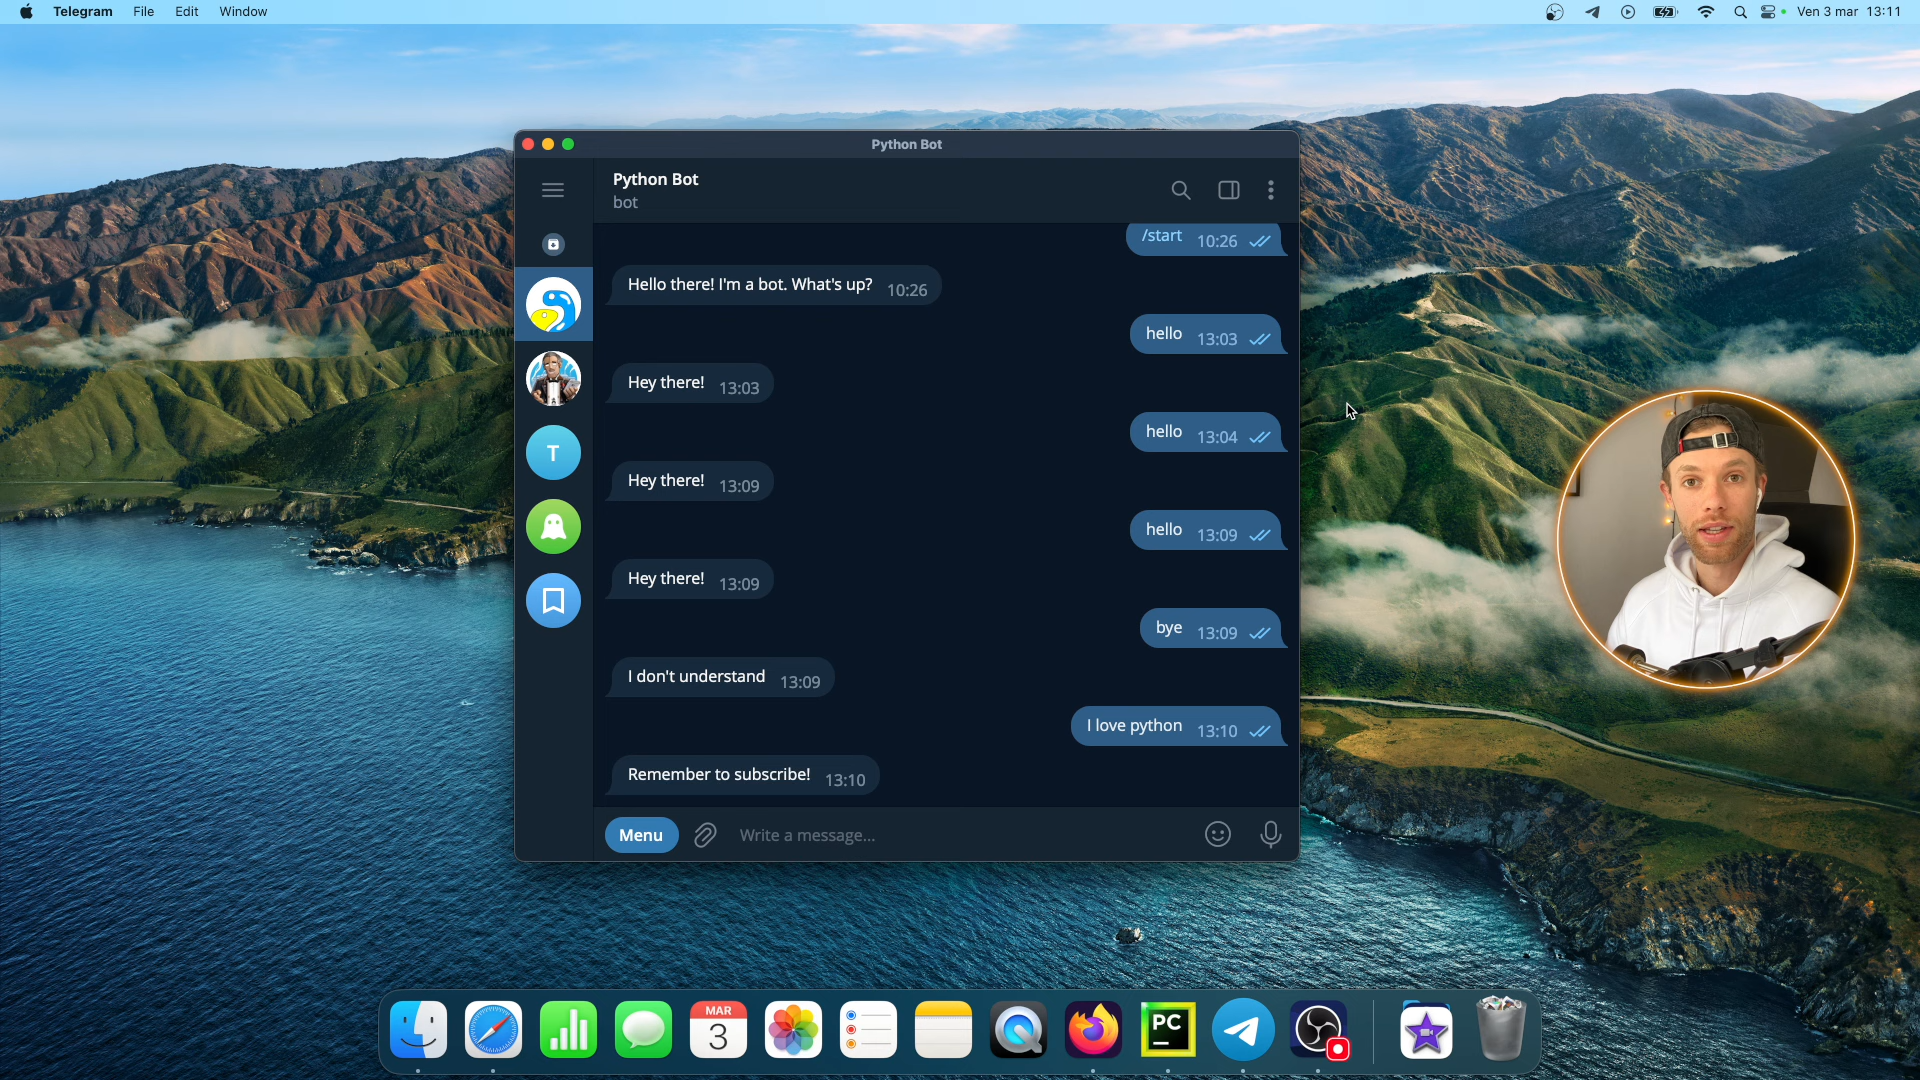 Telegram File Edit Window Ven 3 mar 13:11
Python Bot
Python Bot
bot
/start 10:26
Hello there! I'm a bot. What's up? 10:26
hello 13:03
Hey there! 13:03
hello 13:04
Hey there! 13:09
hello 13:09
Hey there! 13:09
bye 13:09
I don't understand 13:09
I love python 13:10
Remember to subscribe! 13:10
T
Menu Write a message...
MAR
3
PC